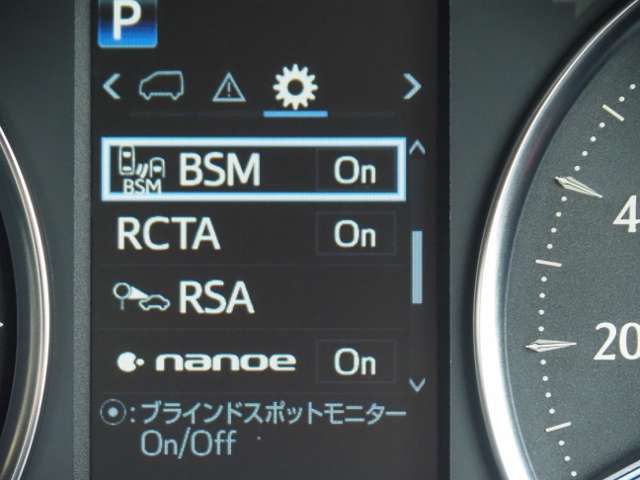 P
BSM BSM On
RCTA On
RSA
nanoe On
4
20
:ブラインドスポットモニター
On/Off